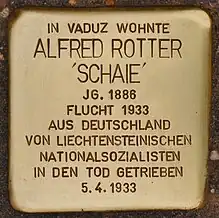 IN VADUZ WOHNTE
ALFRED ROTTER
'SCHAIE'
JG. 1886
FLUCHT 1933
AUS DEUTSCHLAND
VON LIECHTENSTEINISCHEN
NATIONALSOZIALISTEN
IN DEN TOD GETRIEBEN
5.4.1933